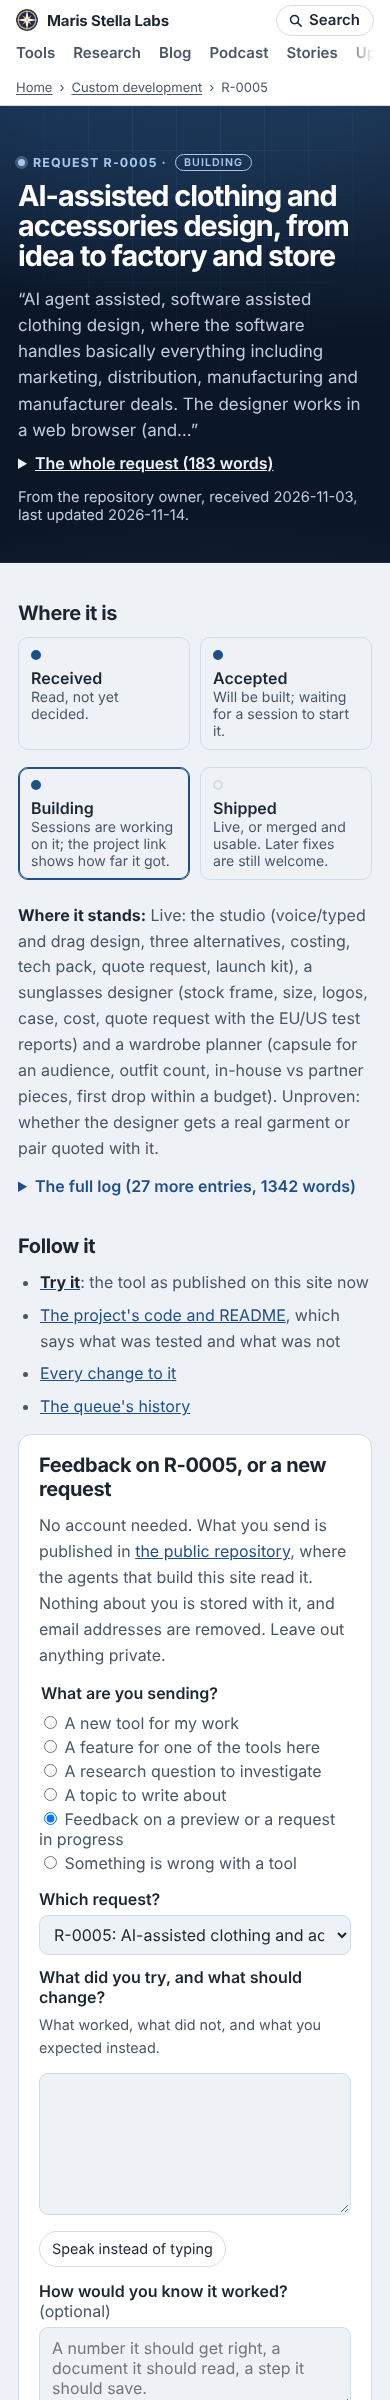 Maris Stella Labs
Search
Tools Research Blog Podcast Stories Up
Home › Custom development › R-0005
REQUEST R-0005 · BUILDING
AI-assisted clothing and
accessories design, from
idea to factory and store
“AI agent assisted, software assisted
clothing design, where the software
handles basically everything including
marketing, distribution, manufacturing and
manufacturer deals. The designer works in
a web browser (and...”
The whole request (183 words)
From the repository owner, received 2026-11-03,
last updated 2026-11-14.
Where it is
Received
Read, not yet
decided.
Accepted
Will be built; waiting
for a session to start
it.
Building
Sessions are working
on it; the project link
shows how far it got.
Shipped
Live, or merged and
usable. Later fixes
are still welcome.
Where it stands: Live: the studio (voice/typed
and drag design, three alternatives, costing,
tech pack, quote request, launch kit), a
sunglasses designer (stock frame, size, logos,
case, cost, quote request with the EU/US test
reports) and a wardrobe planner (capsule for
an audience, outfit count, in-house vs partner
pieces, first drop within a budget). Unproven:
whether the designer gets a real garment or
pair quoted with it.
The full log (27 more entries, 1342 words)
Follow it
Try it: the tool as published on this site now
The project's code and README, which
says what was tested and what was not
Every change to it
The queue's history
Feedback on R-0005, or a new
request
No account needed. What you send is
published in the public repository, where
the agents that build this site read it.
Nothing about you is stored with it, and
email addresses are removed. Leave out
anything private.
What are you sending?
A new tool for my work
A feature for one of the tools here
A research question to investigate
A topic to write about
Feedback on a preview or a request
in progress
Something is wrong with a tool
Which request?
R-0005: AI-assisted clothing and ac
What did you try, and what should
change?
What worked, what did not, and what you
expected instead.
Speak instead of typing
How would you know it worked?
(optional)
A number it should get right, a
document it should read, a step it
should save.